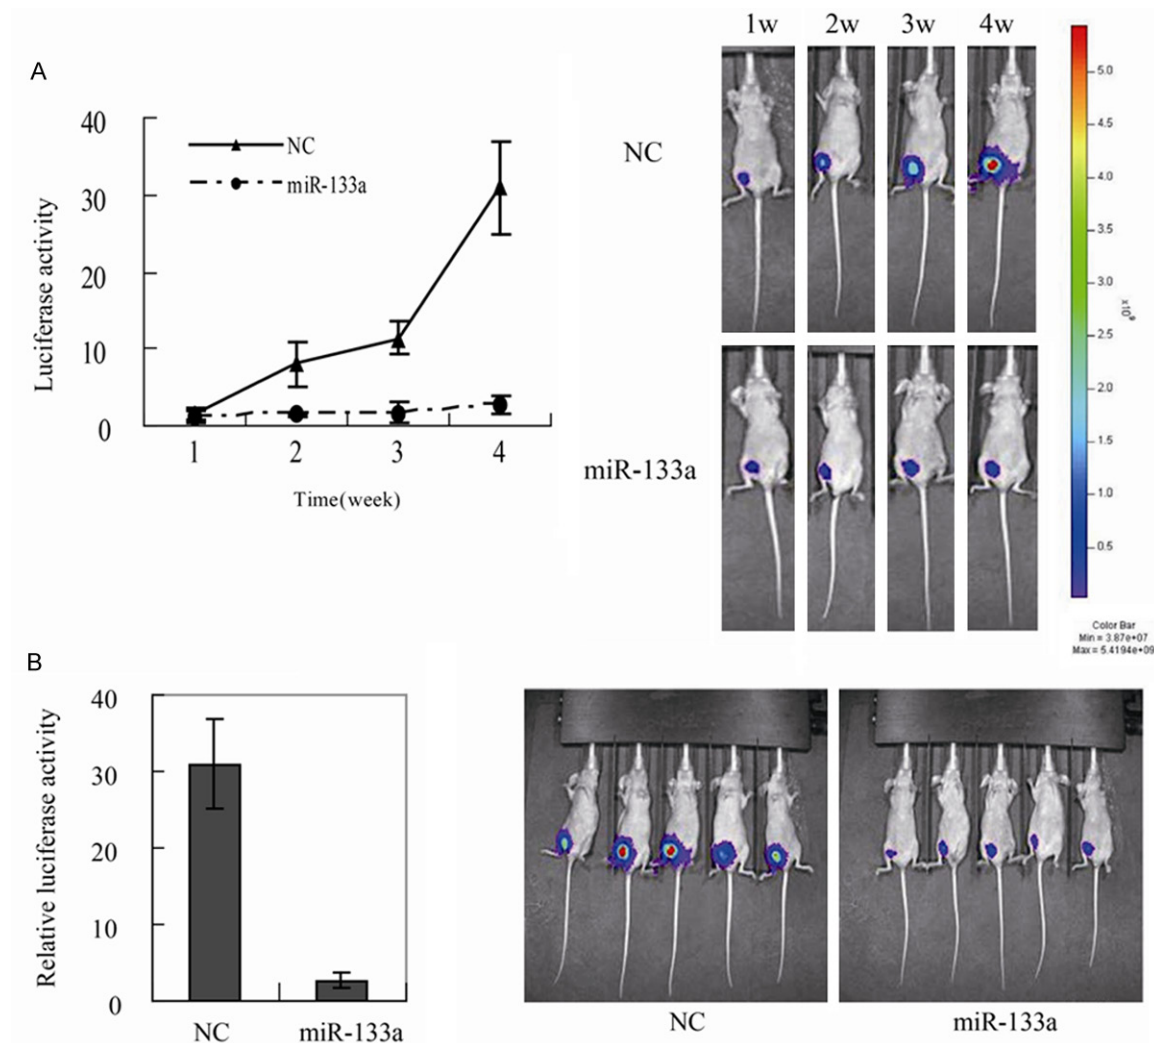 A
Luciferase activity
40
30
20
10
0
NC
miR-133a
1 2 3 4
Time(week)
1w 2w 3w 4w
NC
miR-133a
5.0
4.5
4.0
3.5
3.0
2.5
2.0
1.5
1.0
0.5
x10⁹
Color Bar
Min = 3.87e+07
Max = 5.4194e+09
B
Relative luciferase activity
40
30
20
10
0
NC miR-133a
NC miR-133a